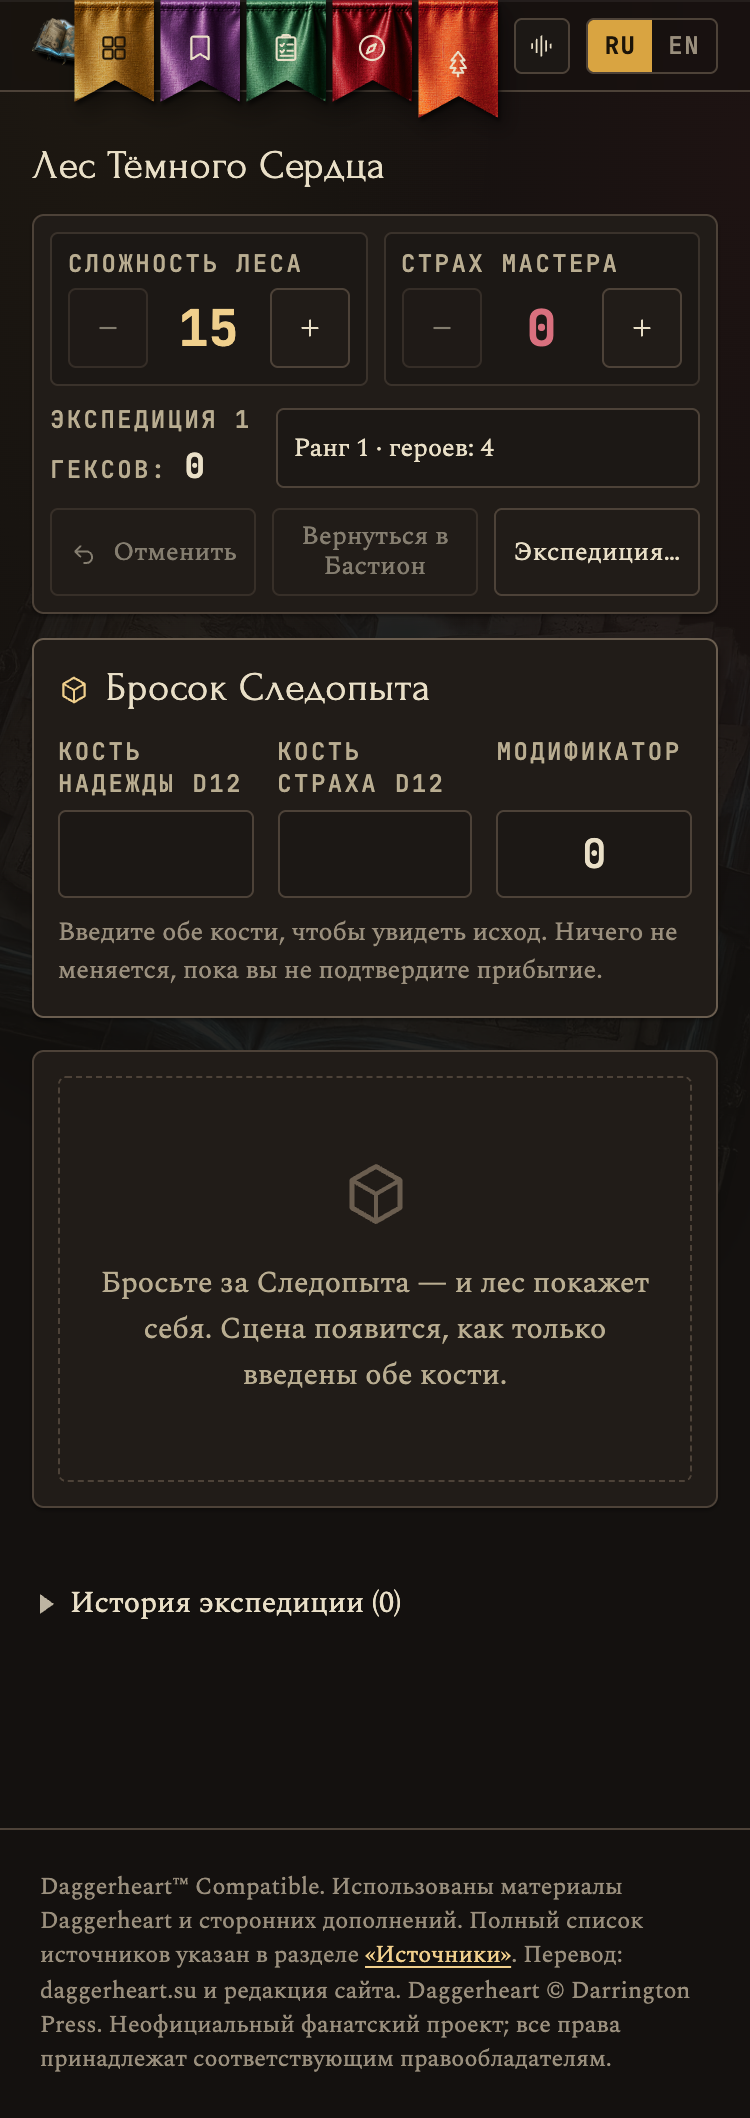 RU EN
Лес Тёмного Сердца
СЛОЖНОСТЬ ЛЕСА
− 15 +
СТРАХ МАСТЕРА
− 0 +
ЭКСПЕДИЦИЯ 1
ГЕКСОВ: 0
Ранг 1 · героев: 4
Отменить
Вернуться в
Бастион
Экспедиция…
Бросок Следопыта
КОСТЬ
НАДЕЖДЫ D12
КОСТЬ
СТРАХА D12
МОДИФИКАТОР
0
Введите обе кости, чтобы увидеть исход. Ничего не
меняется, пока вы не подтвердите прибытие.
Бросьте за Следопыта — и лес покажет
себя. Сцена появится, как только
введены обе кости.
История экспедиции (0)
Daggerheart™ Compatible. Использованы материалы
Daggerheart и сторонних дополнений. Полный список
источников указан в разделе «Источники». Перевод:
daggerheart.su и редакция сайта. Daggerheart © Darrington
Press. Неофициальный фанатский проект; все права
принадлежат соответствующим правообладателям.